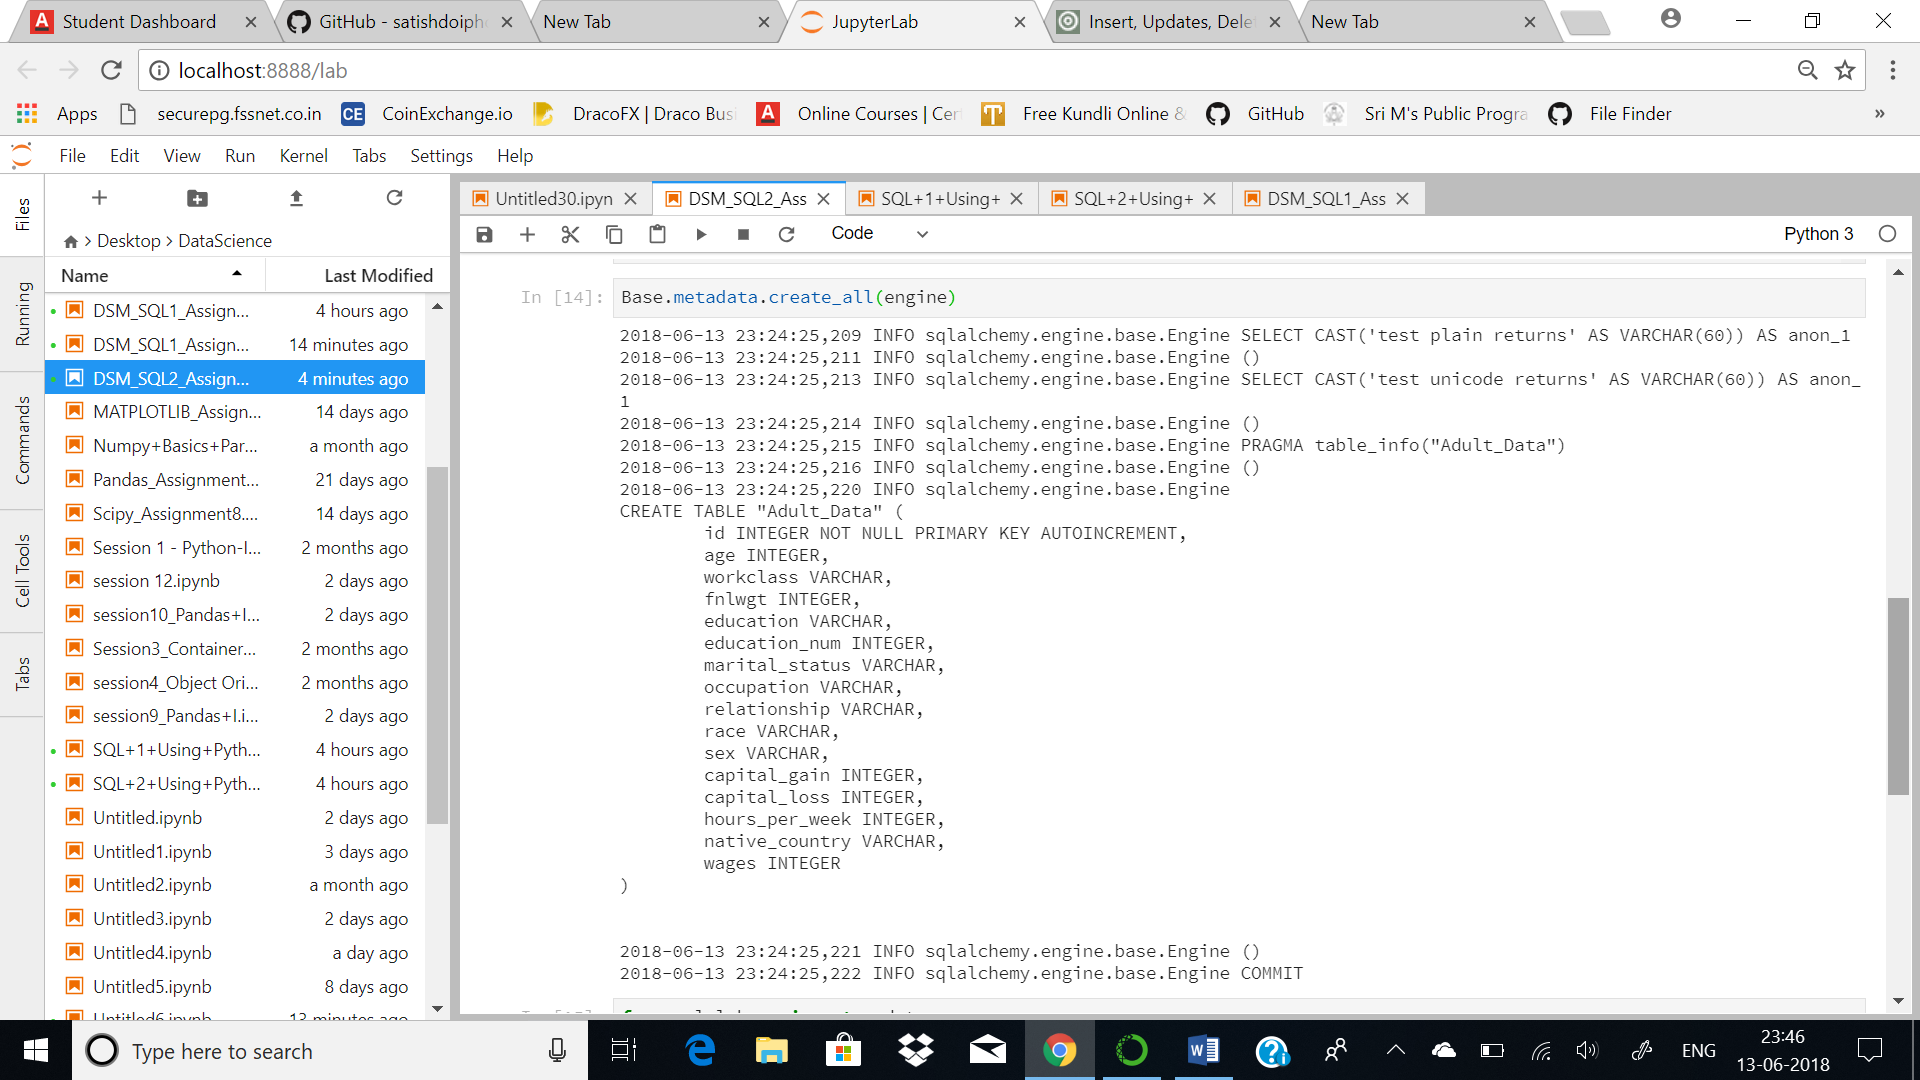 Student Dashboard
GitHub - satishdoiph
New Tab
JupyterLab
Insert, Updates, Dele
New Tab
localhost:8888/lab
Apps
securepg.fssnet.co.in
CE CoinExchange.io
DracoFX | Draco Busi
A Online Courses | Cer
T Free Kundli Online &
GitHub
Sri M's Public Progra
File Finder
»
File Edit View Run Kernel Tabs Settings Help
Files
Running
Commands
Cell Tools
Tabs
> Desktop > DataScience
Name Last Modified
DSM_SQL1_Assign... 4 hours ago
DSM_SQL1_Assign... 14 minutes ago
DSM_SQL2_Assign... 4 minutes ago
MATPLOTLIB_Assign... 14 days ago
Numpy+Basics+Par... a month ago
Pandas_Assignment... 21 days ago
Scipy_Assignment8.... 14 days ago
Session 1 - Python-I... 2 months ago
session 12.ipynb 2 days ago
session10_Pandas+I... 2 days ago
Session3_Container... 2 months ago
session4_Object Ori... 2 months ago
session9_Pandas+I.i... 2 days ago
SQL+1+Using+Pyth... 4 hours ago
SQL+2+Using+Pyth... 4 hours ago
Untitled.ipynb 2 days ago
Untitled1.ipynb 3 days ago
Untitled2.ipynb a month ago
Untitled3.ipynb 2 days ago
Untitled4.ipynb a day ago
Untitled5.ipynb 8 days ago
Untitled6.ipynb 13 minutes ago
Untitled30.ipyn
DSM_SQL2_Ass
SQL+1+Using+
SQL+2+Using+
DSM_SQL1_Ass
Code
Python 3
In [14]: Base.metadata.create_all(engine)
2018-06-13 23:24:25,209 INFO sqlalchemy.engine.base.Engine SELECT CAST('test plain returns' AS VARCHAR(60)) AS anon_1
2018-06-13 23:24:25,211 INFO sqlalchemy.engine.base.Engine ()
2018-06-13 23:24:25,213 INFO sqlalchemy.engine.base.Engine SELECT CAST('test unicode returns' AS VARCHAR(60)) AS anon_
1
2018-06-13 23:24:25,214 INFO sqlalchemy.engine.base.Engine ()
2018-06-13 23:24:25,215 INFO sqlalchemy.engine.base.Engine PRAGMA table_info("Adult_Data")
2018-06-13 23:24:25,216 INFO sqlalchemy.engine.base.Engine ()
2018-06-13 23:24:25,220 INFO sqlalchemy.engine.base.Engine
CREATE TABLE "Adult_Data" (
id INTEGER NOT NULL PRIMARY KEY AUTOINCREMENT,
age INTEGER,
workclass VARCHAR,
fnlwgt INTEGER,
education VARCHAR,
education_num INTEGER,
marital_status VARCHAR,
occupation VARCHAR,
relationship VARCHAR,
race VARCHAR,
sex VARCHAR,
capital_gain INTEGER,
capital_loss INTEGER,
hours_per_week INTEGER,
native_country VARCHAR,
wages INTEGER
)
2018-06-13 23:24:25,221 INFO sqlalchemy.engine.base.Engine ()
2018-06-13 23:24:25,222 INFO sqlalchemy.engine.base.Engine COMMIT
Type here to search
ENG
23:46
13-06-2018